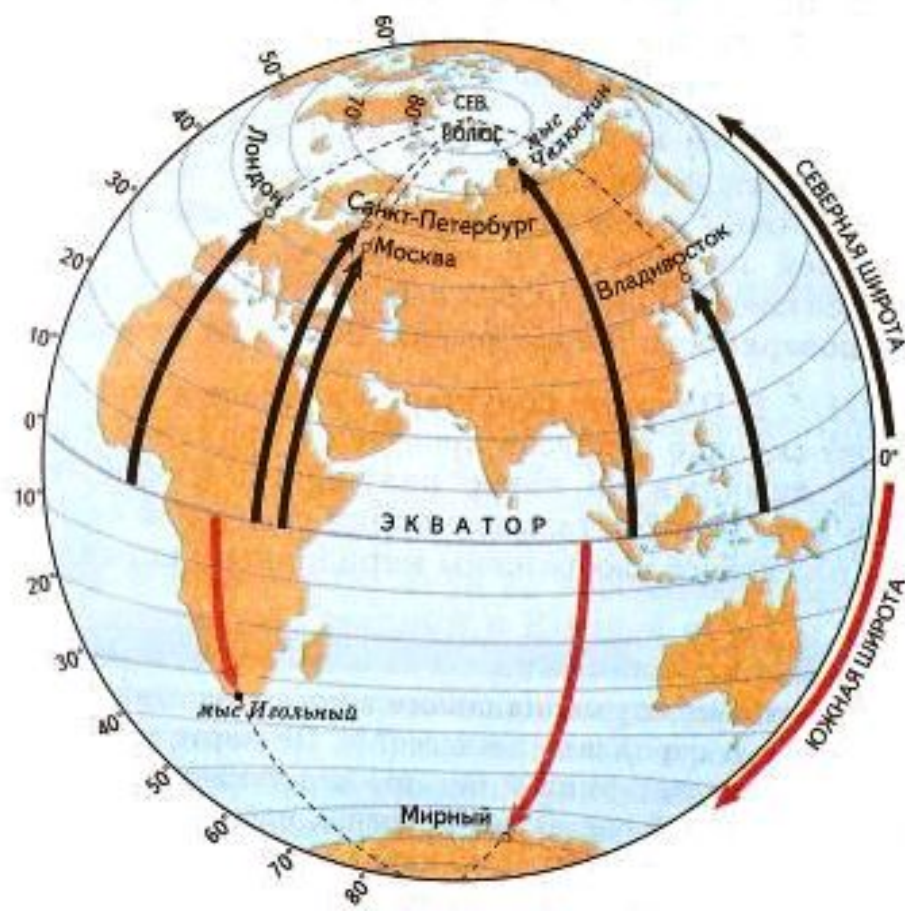 60°
50°
40°
30°
20°
10°
0°
10°
20°
30°
40°
50°
60°
70°
80°
70°
80°
СЕВ.
ПОЛЮС
мыс
Челюскин
Лондон
Санкт-Петербург
Москва
Владивосток
СЕВЕРНАЯ ШИРОТА
0°
ЭКВАТОР
ЮЖНАЯ ШИРОТА
мыс Игольный
Мирный